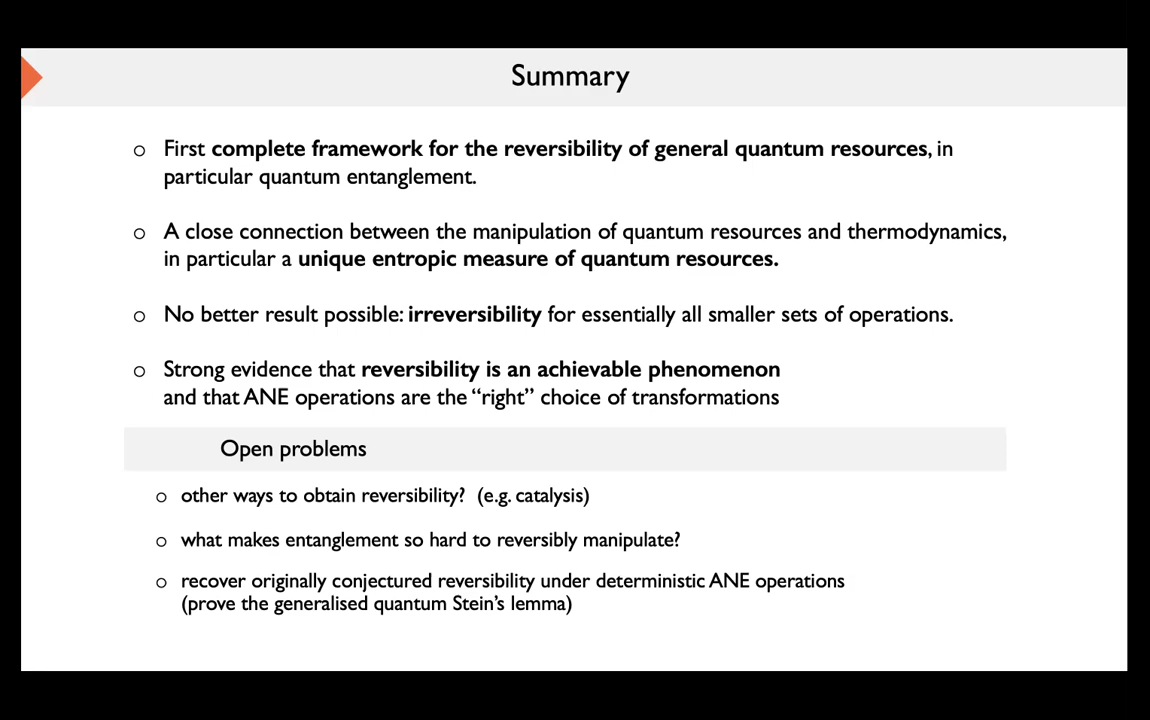 Summary
○ First complete framework for the reversibility of general quantum resources, in
particular quantum entanglement.
○ A close connection between the manipulation of quantum resources and thermodynamics,
in particular a unique entropic measure of quantum resources.
○ No better result possible: irreversibility for essentially all smaller sets of operations.
○ Strong evidence that reversibility is an achievable phenomenon
and that ANE operations are the “right” choice of transformations
Open problems
○ other ways to obtain reversibility? (e.g. catalysis)
○ what makes entanglement so hard to reversibly manipulate?
○ recover originally conjectured reversibility under deterministic ANE operations
(prove the generalised quantum Stein’s lemma)